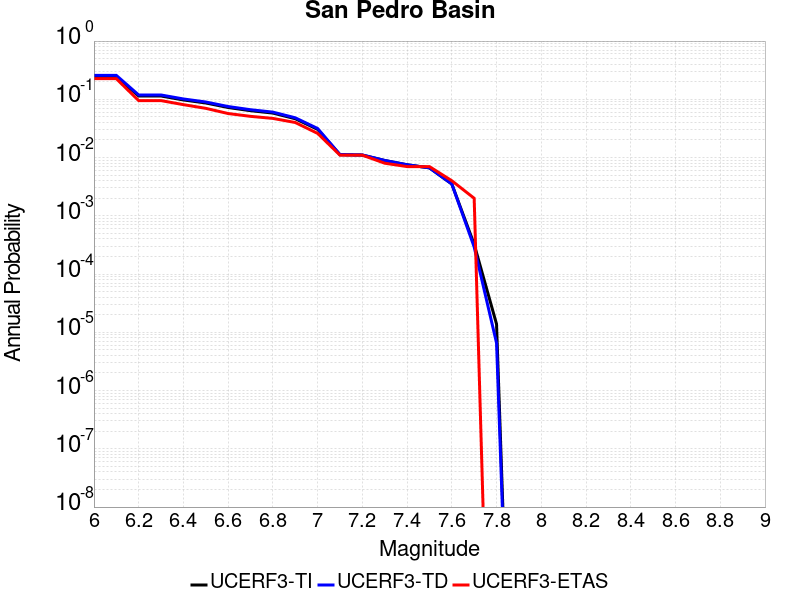 San Pedro Basin
Annual Probability
10^0
10^-1
10^-2
10^-3
10^-4
10^-5
10^-6
10^-7
10^-8
6 6.2 6.4 6.6 6.8 7 7.2 7.4 7.6 7.8 8 8.2 8.4 8.6 8.8 9
Magnitude
UCERF3-TI UCERF3-TD UCERF3-ETAS